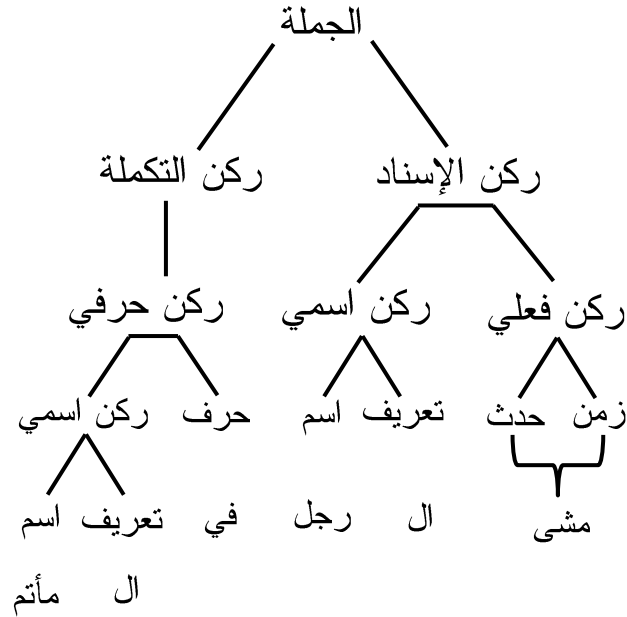 الجملة
ركن الإسناد ركن التكملة
ركن فعلي ركن اسمي ركن حرفي
زمن حدث تعريف اسم حرف ركن اسمي
مشى ال رجل في تعريف اسم
ال مأتم